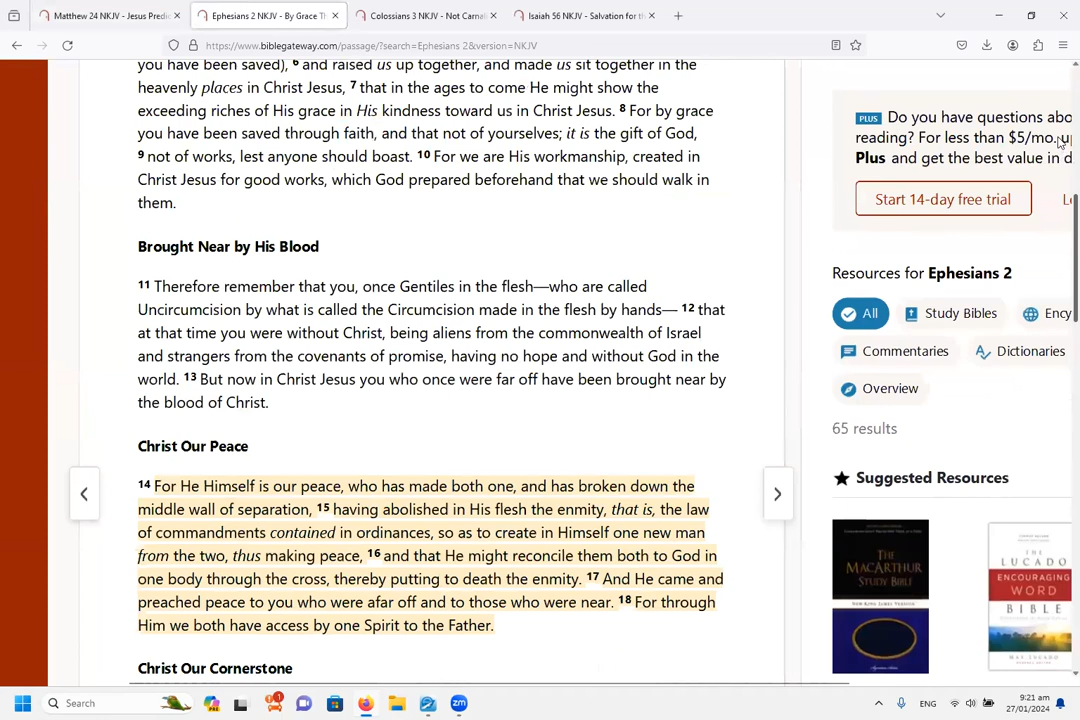 Matthew 24 NKJV - Jesus Predic
Ephesians 2 NKJV - By Grace Th
Colossians 3 NKJV - Not Carnal
Isaiah 56 NKJV - Salvation for th
https://www.biblegateway.com/passage/?search=Ephesians 2&version=NKJV
you have been saved), 6 and raised us up together, and made us sit together in the
heavenly places in Christ Jesus, 7 that in the ages to come He might show the
exceeding riches of His grace in His kindness toward us in Christ Jesus. 8 For by grace
you have been saved through faith, and that not of yourselves; it is the gift of God,
9 not of works, lest anyone should boast. 10 For we are His workmanship, created in
Christ Jesus for good works, which God prepared beforehand that we should walk in
them.
Brought Near by His Blood
11 Therefore remember that you, once Gentiles in the flesh—who are called
Uncircumcision by what is called the Circumcision made in the flesh by hands— 12 that
at that time you were without Christ, being aliens from the commonwealth of Israel
and strangers from the covenants of promise, having no hope and without God in the
world. 13 But now in Christ Jesus you who once were far off have been brought near by
the blood of Christ.
Christ Our Peace
14 For He Himself is our peace, who has made both one, and has broken down the
middle wall of separation, 15 having abolished in His flesh the enmity, that is, the law
of commandments contained in ordinances, so as to create in Himself one new man
from the two, thus making peace, 16 and that He might reconcile them both to God in
one body through the cross, thereby putting to death the enmity. 17 And He came and
preached peace to you who were afar off and to those who were near. 18 For through
Him we both have access by one Spirit to the Father.
Christ Our Cornerstone
PLUS Do you have questions abo
reading? For less than $5/mo. up
Plus and get the best value in d
Start 14-day free trial
Le
Resources for Ephesians 2
All
Study Bibles
Ency
Commentaries
Dictionaries
Overview
65 results
Suggested Resources
THE
MACARTHUR
STUDY BIBLE
NEW KING JAMES VERSION
THE
LUCADO
ENCOURAGING
WORD
BIBLE
Search
PRE
1
zm
ENG
9:21 am
27/01/2024